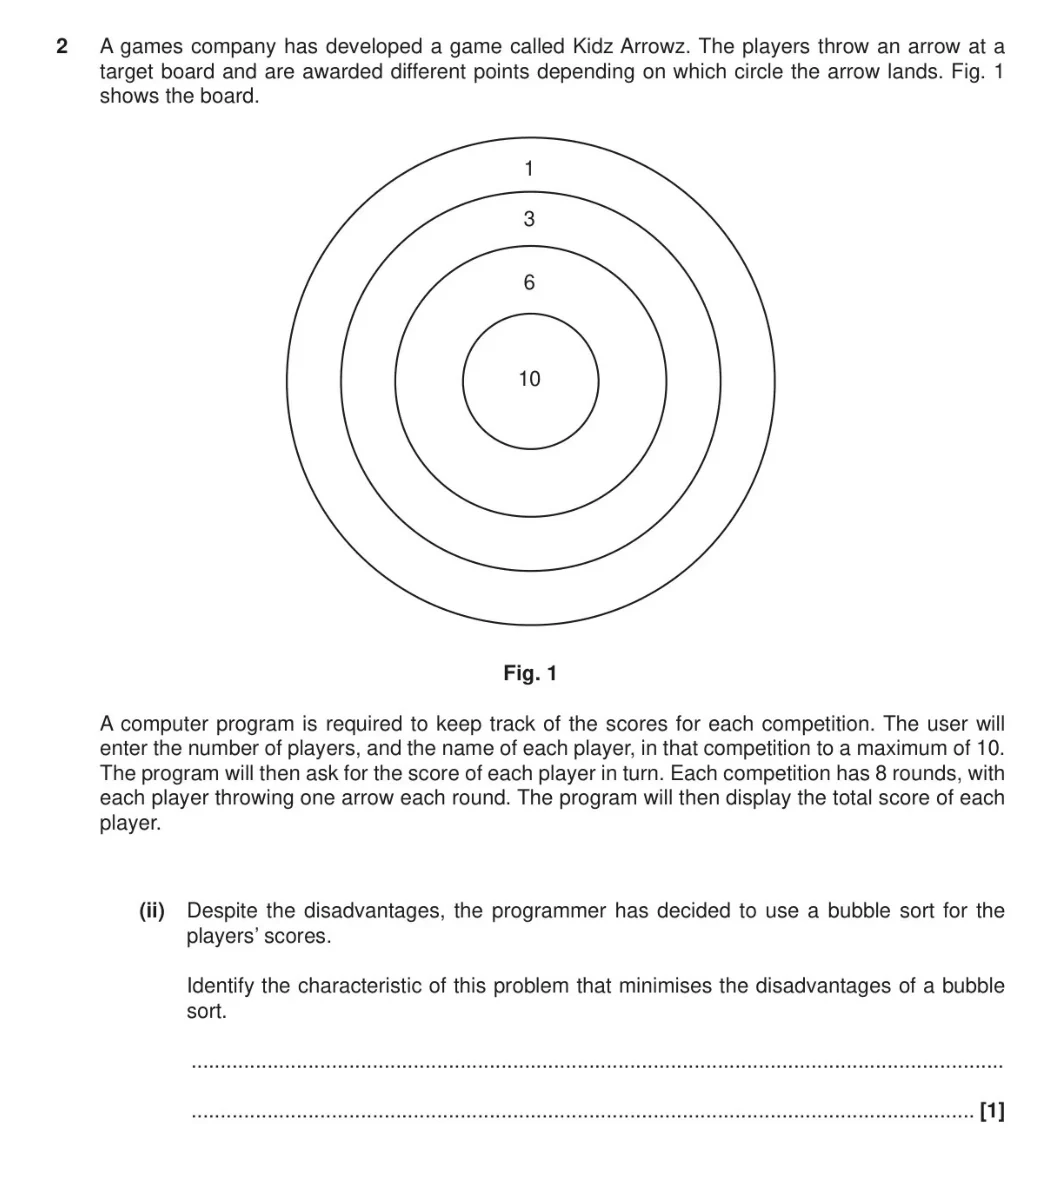 2 A games company has developed a game called Kidz Arrowz. The players throw an arrow at a
target board and are awarded different points depending on which circle the arrow lands. Fig. 1
shows the board.
1
3
6
10
Fig. 1
A computer program is required to keep track of the scores for each competition. The user will
enter the number of players, and the name of each player, in that competition to a maximum of 10.
The program will then ask for the score of each player in turn. Each competition has 8 rounds, with
each player throwing one arrow each round. The program will then display the total score of each
player.
(ii) Despite the disadvantages, the programmer has decided to use a bubble sort for the
players' scores.
Identify the characteristic of this problem that minimises the disadvantages of a bubble
sort.
[1]